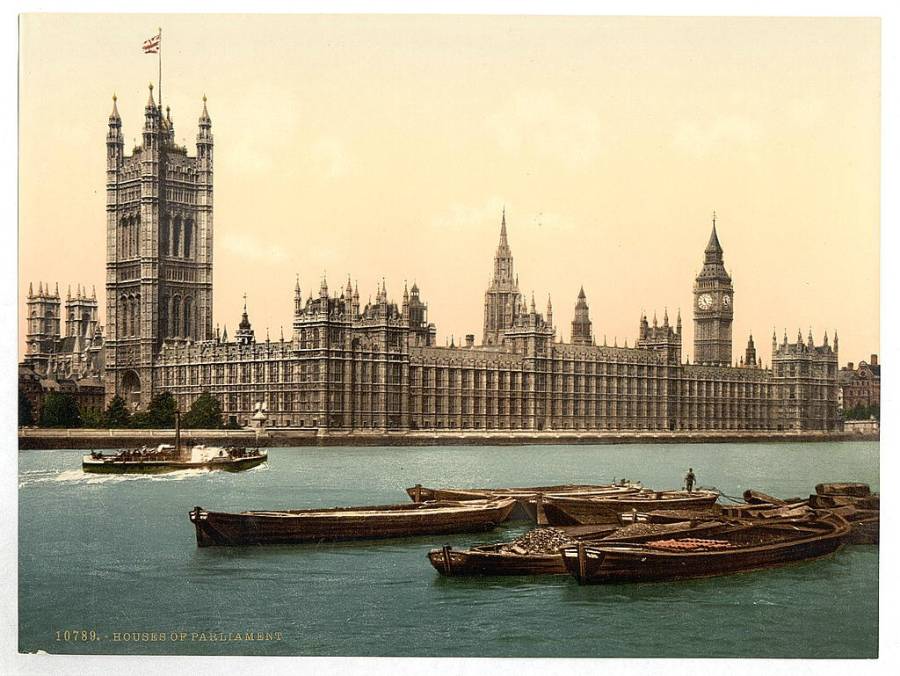 10789. - HOUSES OF PARLIAMENT